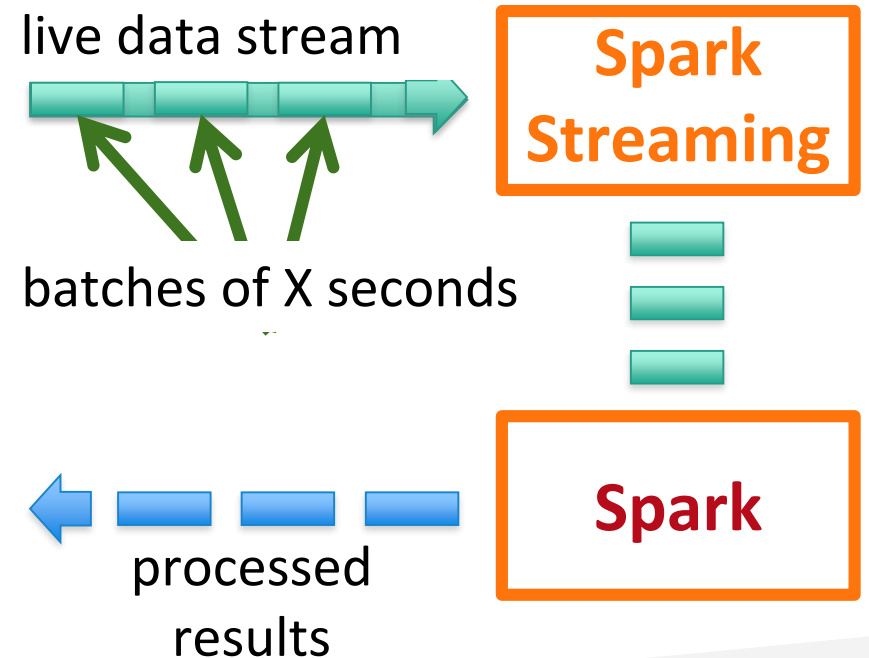 live data stream
Spark
Streaming
batches of X seconds
Spark
processed
results